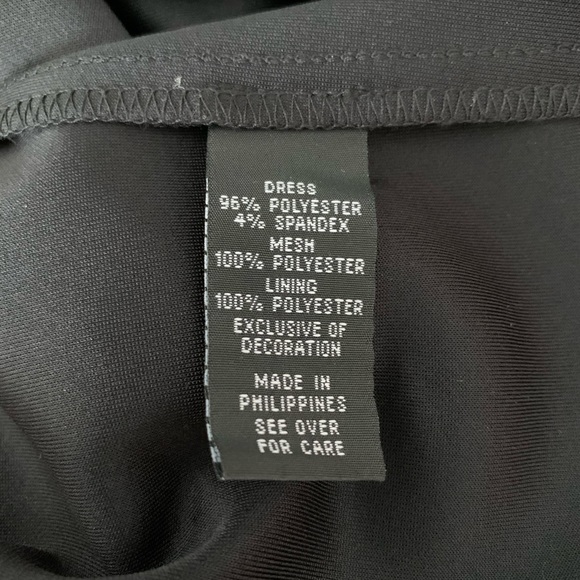 DRESS
96% POLYESTER
4% SPANDEX
MESH
100% POLYESTER
LINING
100% POLYESTER
EXCLUSIVE OF
DECORATION
MADE IN
PHILIPPINES
SEE OVER
FOR CARE